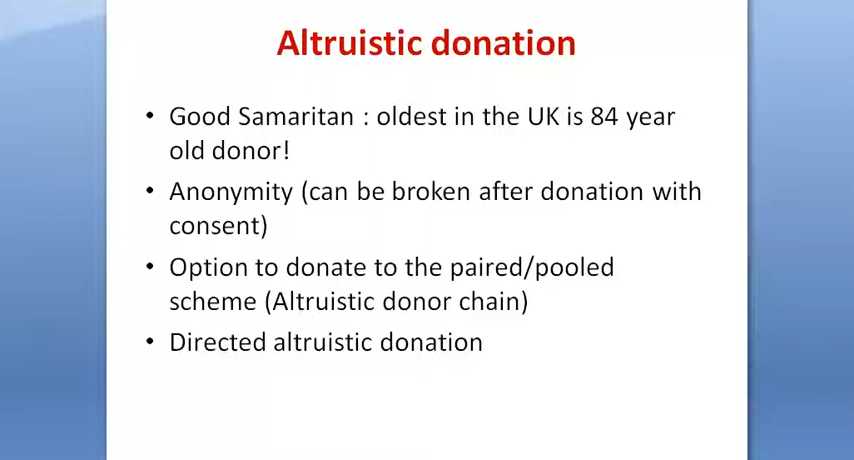 Altruistic donation
• Good Samaritan : oldest in the UK is 84 year
old donor!
• Anonymity (can be broken after donation with
consent)
• Option to donate to the paired/pooled
scheme (Altruistic donor chain)
• Directed altruistic donation